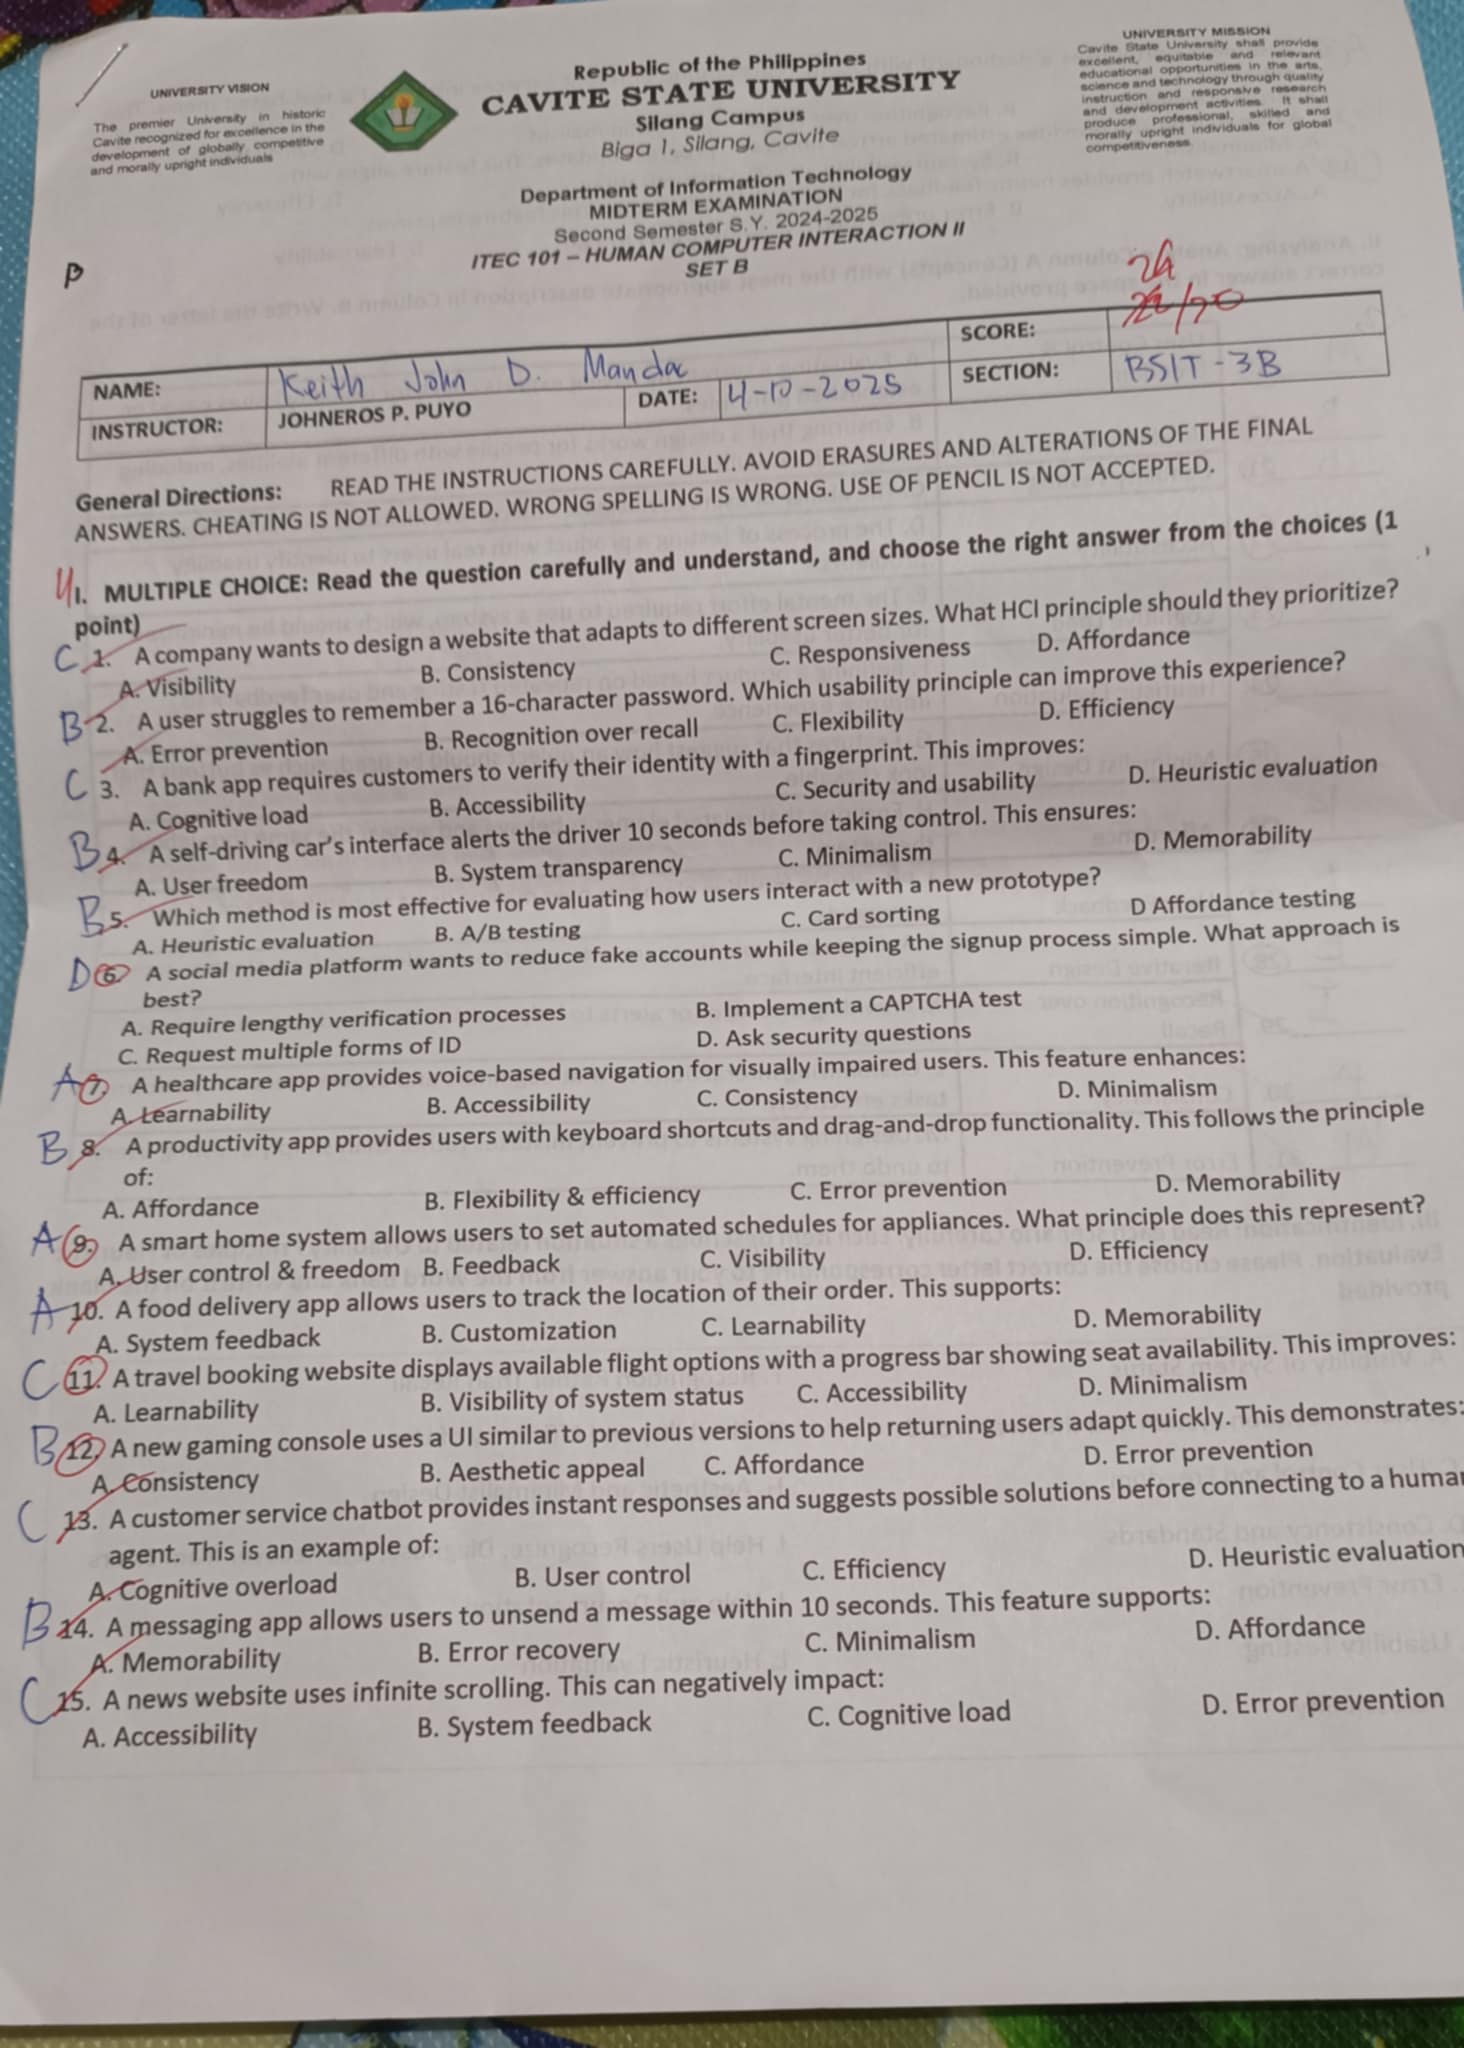 UNIVERSITY VISION
The premier University in historic
Cavite recognized for excellence in the
development of globally competitive
and morally upright individuals
Republic of the Philippines
CAVITE STATE UNIVERSITY
Silang Campus
Biga 1, Silang, Cavite
UNIVERSITY MISSION
Cavite State University shall provide
excellent, equitable and relevant
educational opportunities in the arts,
science and technology through quality
instruction and responsive research
and development activities. It shall
produce professional, skilled and
morally upright individuals for global
competitiveness.
Department of Information Technology
MIDTERM EXAMINATION
Second Semester S.Y. 2024-2025
ITEC 101 – HUMAN COMPUTER INTERACTION II
SET B
/70
NAME: Keith John D. Manda SCORE:
INSTRUCTOR: JOHNEROS P. PUYO DATE: 4-10-2025 SECTION: BSIT-3B
General Directions: READ THE INSTRUCTIONS CAREFULLY. AVOID ERASURES AND ALTERATIONS OF THE FINAL
ANSWERS. CHEATING IS NOT ALLOWED. WRONG SPELLING IS WRONG. USE OF PENCIL IS NOT ACCEPTED.
I. MULTIPLE CHOICE: Read the question carefully and understand, and choose the right answer from the choices (1
point)
C 1. A company wants to design a website that adapts to different screen sizes. What HCI principle should they prioritize?
A. Visibility B. Consistency C. Responsiveness D. Affordance
B 2. A user struggles to remember a 16-character password. Which usability principle can improve this experience?
A. Error prevention B. Recognition over recall C. Flexibility D. Efficiency
C 3. A bank app requires customers to verify their identity with a fingerprint. This improves:
A. Cognitive load B. Accessibility C. Security and usability D. Heuristic evaluation
B 4. A self-driving car's interface alerts the driver 10 seconds before taking control. This ensures:
A. User freedom B. System transparency C. Minimalism D. Memorability
B 5. Which method is most effective for evaluating how users interact with a new prototype?
A. Heuristic evaluation B. A/B testing C. Card sorting D Affordance testing
D 6. A social media platform wants to reduce fake accounts while keeping the signup process simple. What approach is
best?
A. Require lengthy verification processes B. Implement a CAPTCHA test
C. Request multiple forms of ID D. Ask security questions
A 7. A healthcare app provides voice-based navigation for visually impaired users. This feature enhances:
A. Learnability B. Accessibility C. Consistency D. Minimalism
B 8. A productivity app provides users with keyboard shortcuts and drag-and-drop functionality. This follows the principle
of:
A. Affordance B. Flexibility & efficiency C. Error prevention D. Memorability
A 9. A smart home system allows users to set automated schedules for appliances. What principle does this represent?
A. User control & freedom B. Feedback C. Visibility D. Efficiency
A 10. A food delivery app allows users to track the location of their order. This supports:
A. System feedback B. Customization C. Learnability D. Memorability
C 11. A travel booking website displays available flight options with a progress bar showing seat availability. This improves:
A. Learnability B. Visibility of system status C. Accessibility D. Minimalism
B 12. A new gaming console uses a UI similar to previous versions to help returning users adapt quickly. This demonstrates:
A. Consistency B. Aesthetic appeal C. Affordance D. Error prevention
C 13. A customer service chatbot provides instant responses and suggests possible solutions before connecting to a human
agent. This is an example of:
A. Cognitive overload B. User control C. Efficiency D. Heuristic evaluation
B 14. A messaging app allows users to unsend a message within 10 seconds. This feature supports:
A. Memorability B. Error recovery C. Minimalism D. Affordance
C 15. A news website uses infinite scrolling. This can negatively impact:
A. Accessibility B. System feedback C. Cognitive load D. Error prevention